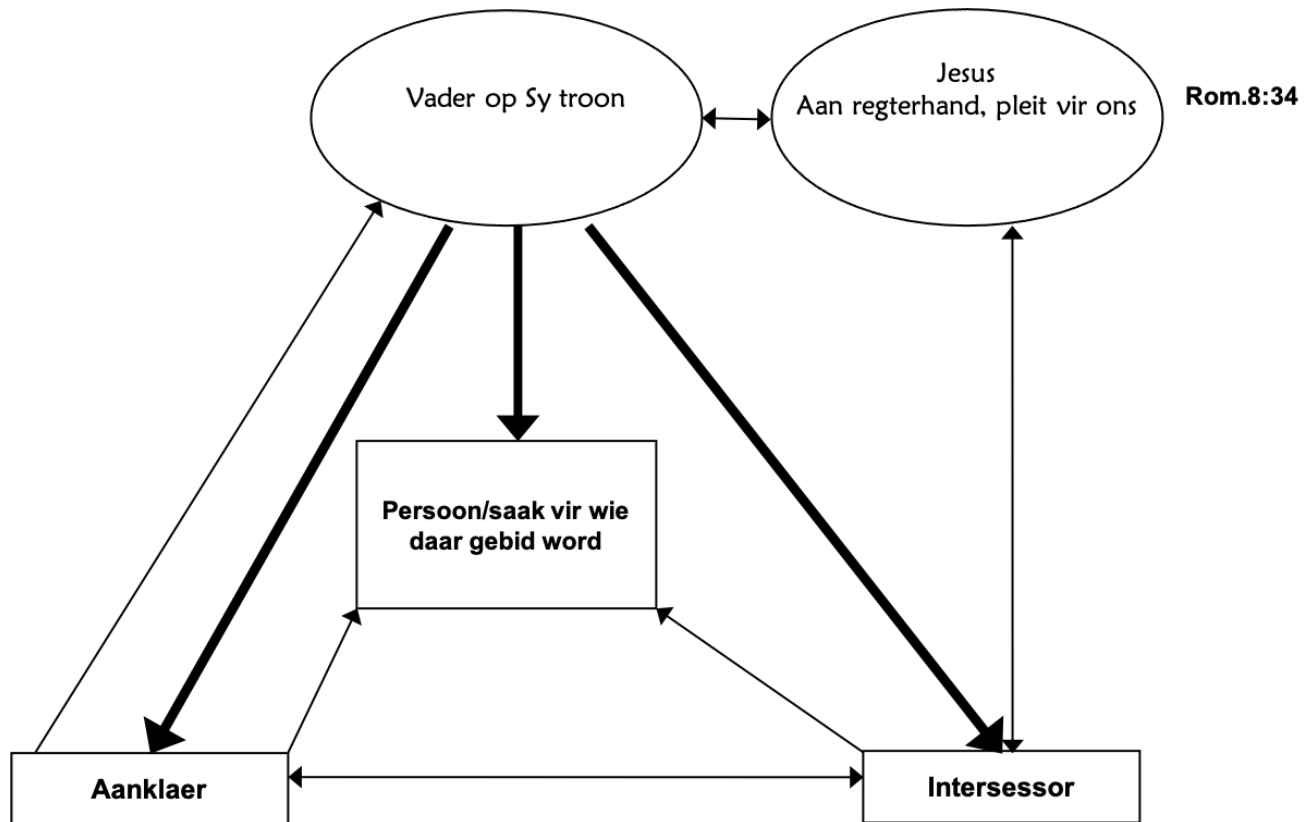 Vader op Sy troon
Jesus
Aan regterhand, pleit vir ons
Rom.8:34
Persoon/saak vir wie
daar gebid word
Aanklaer
Intersessor